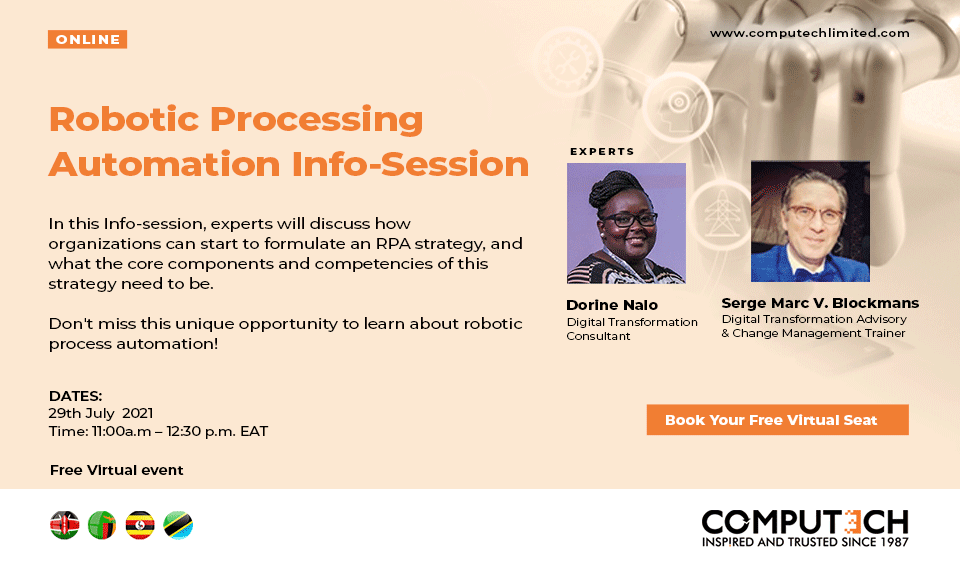 ONLINE
www.computechlimited.com
Robotic Processing
Automation Info-Session
In this Info-session, experts will discuss how
organizations can start to formulate an RPA strategy, and
what the core components and competencies of this
strategy need to be.
Don't miss this unique opportunity to learn about robotic
process automation!
DATES:
29th July 2021
Time: 11:00a.m – 12:30 p.m. EAT
Free Virtual event
EXPERTS
Dorine Nalo
Digital Transformation
Consultant
Serge Marc V. Blockmans
Digital Transformation Advisory
& Change Management Trainer
Book Your Free Virtual Seat
COMPUTECH
INSPIRED AND TRUSTED SINCE 1987